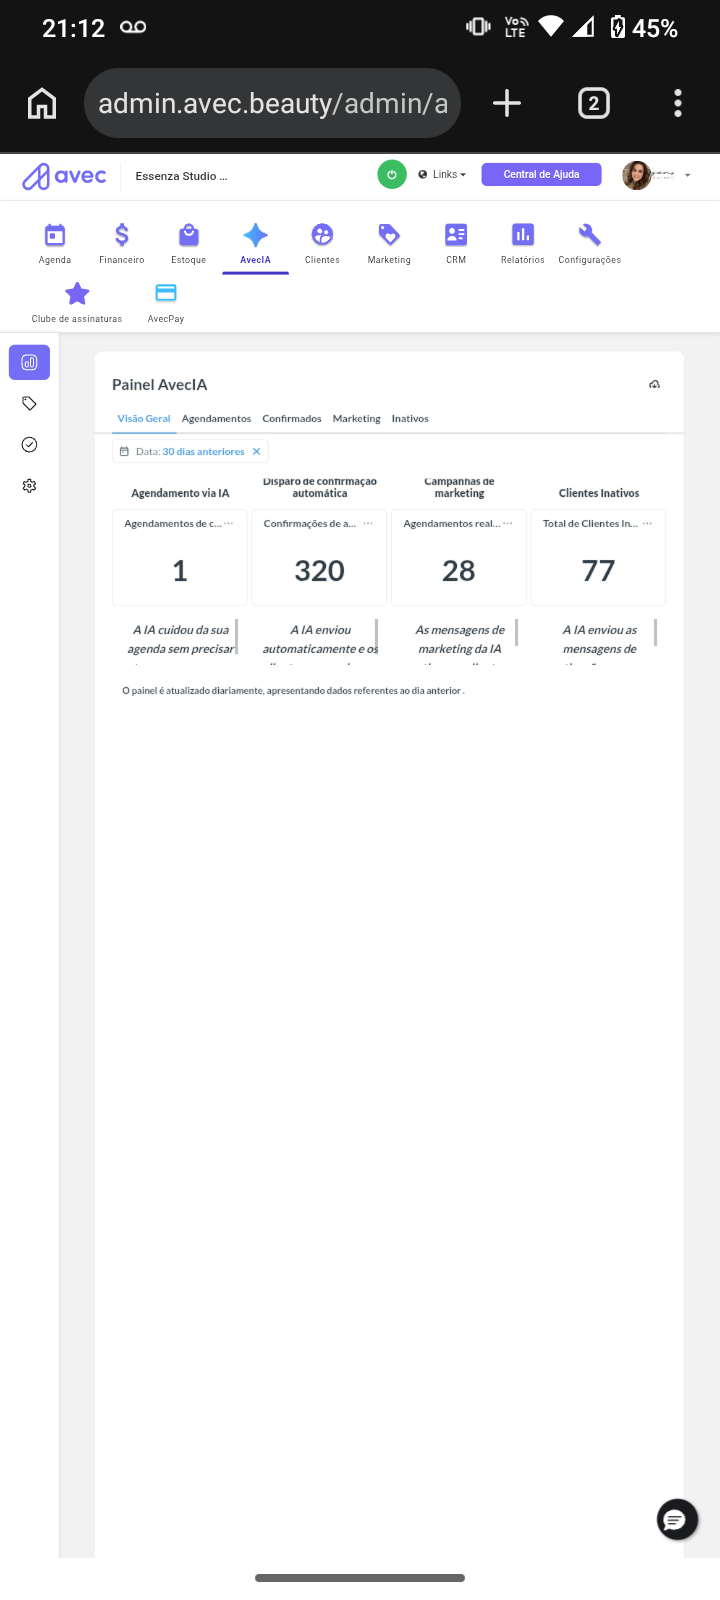 21:12
Vo LTE
45%
admin.avec.beauty/admin/a
2
avec
Essenza Studio ...
Links
Central de Ajuda
Agenda
Financeiro
Estoque
AvecIA
Clientes
Marketing
CRM
Relatórios
Configurações
Clube de assinaturas
AvecPay
Painel AvecIA
Visão Geral
Agendamentos
Confirmados
Marketing
Inativos
Data: 30 dias anteriores
Agendamento via IA
Disparo de confirmação
automática
Campanhas de
marketing
Clientes Inativos
Agendamentos de c...
Confirmações de a...
Agendamentos real...
Total de Clientes In...
1
320
28
77
A IA cuidou da sua
agenda sem precisar
A IA enviou
automaticamente e os
As mensagens de
marketing da IA
A IA enviou as
mensagens de
O painel é atualizado diariamente, apresentando dados referentes ao dia anterior .